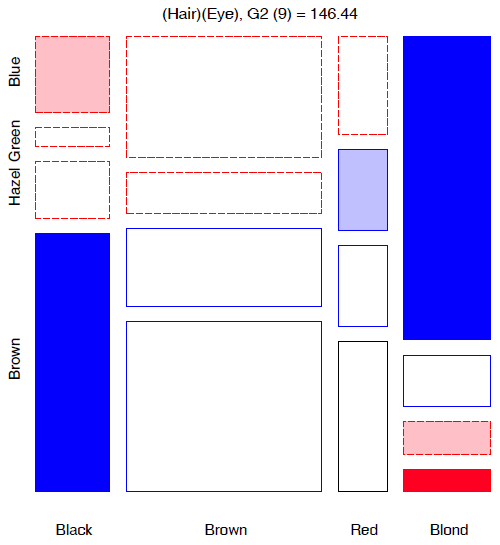 (Hair)(Eye), G2 (9) = 146.44
Blue
Green
Hazel
Brown
Black
Brown
Red
Blond